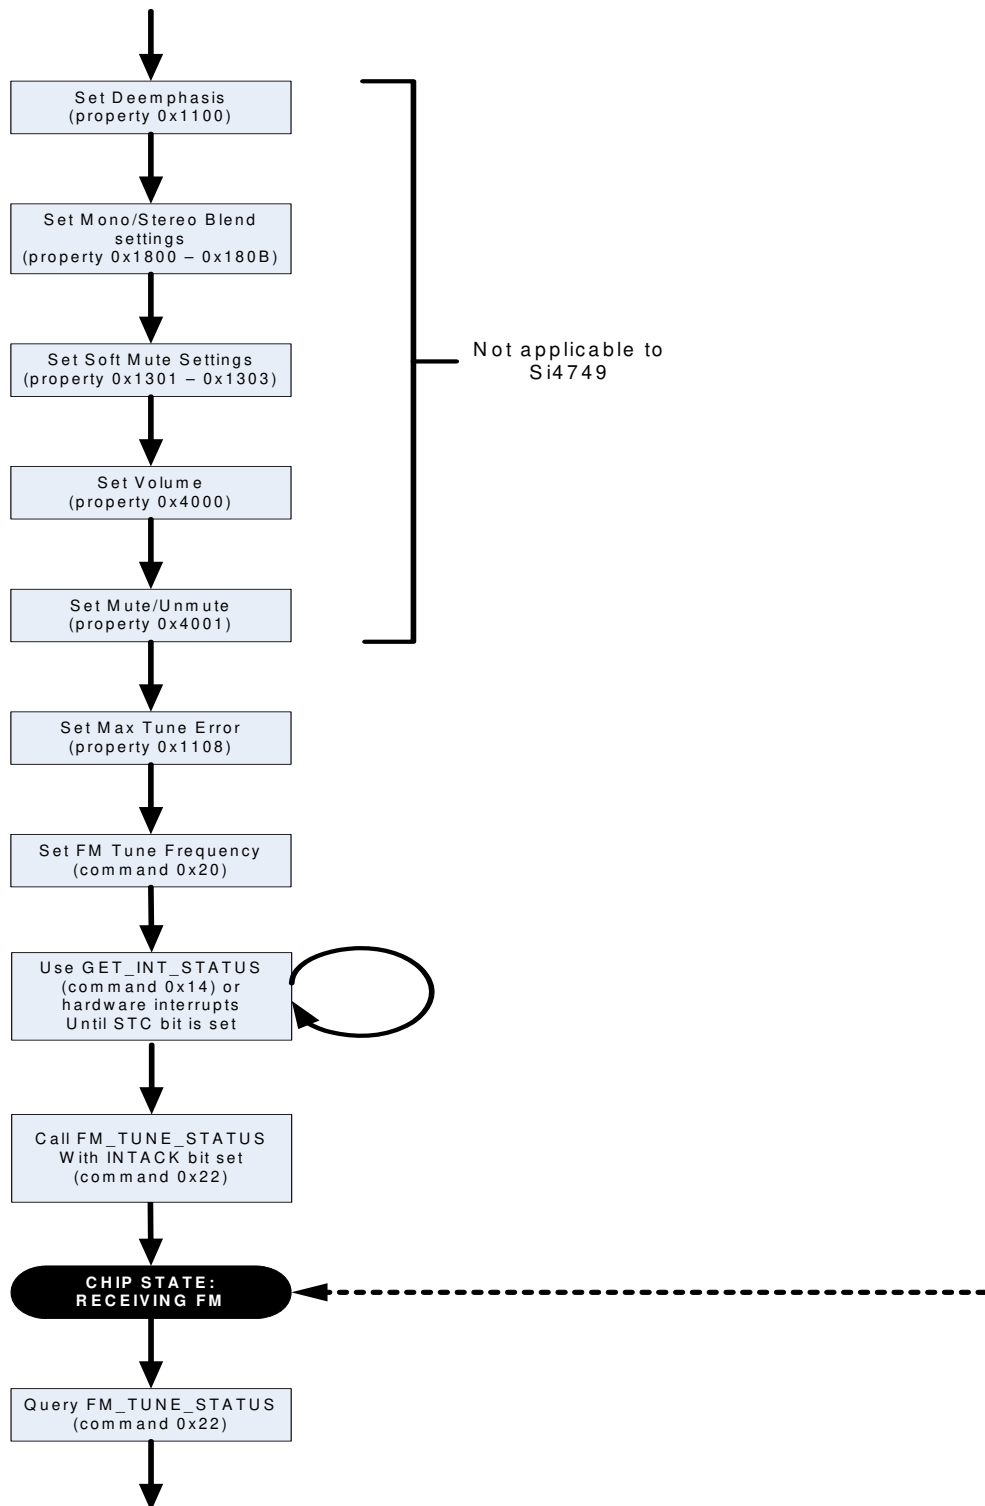 Set Deemphasis
(property 0x1100)
Set Mono/Stereo Blend
settings
(property 0x1800 – 0x180B)
Set Soft Mute Settings
(property 0x1301 – 0x1303)
Not applicable to
Si4749
Set Volume
(property 0x4000)
Set Mute/Unmute
(property 0x4001)
Set Max Tune Error
(property 0x1108)
Set FM Tune Frequency
(command 0x20)
Use GET_INT_STATUS
(command 0x14) or
hardware interrupts
Until STC bit is set
Call FM_TUNE_STATUS
With INTACK bit set
(command 0x22)
CHIP STATE:
RECEIVING FM
Query FM_TUNE_STATUS
(command 0x22)